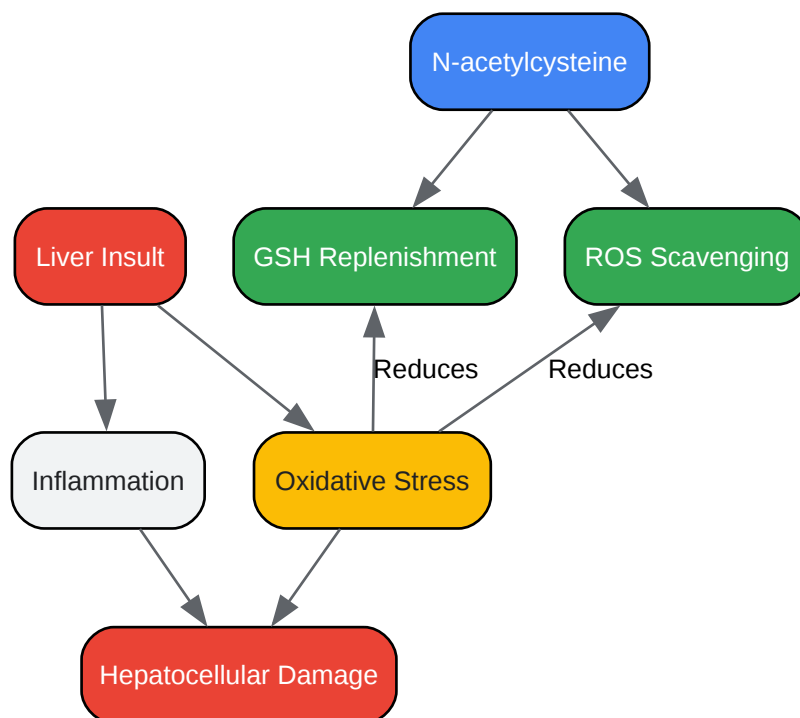 N-acetylcysteine
Liver Insult
GSH Replenishment
ROS Scavenging
Reduces
Reduces
Inflammation
Oxidative Stress
Hepatocellular Damage